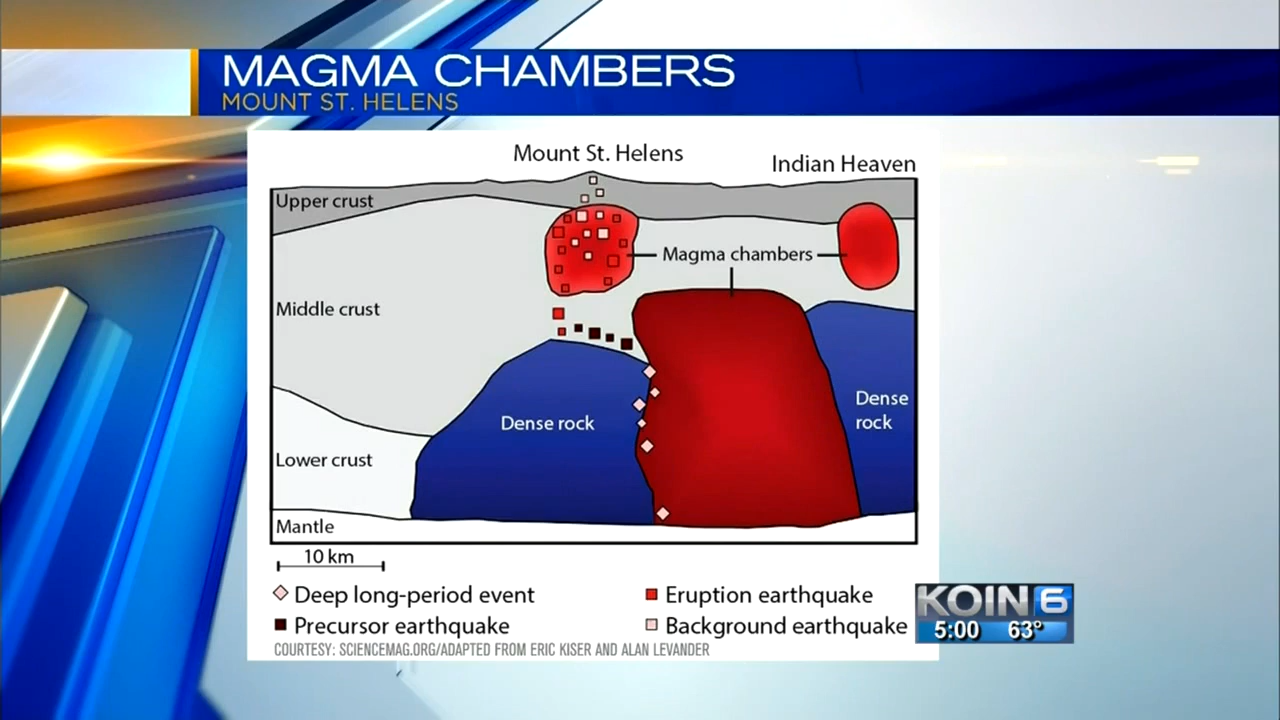 MAGMA CHAMBERS
MOUNT ST. HELENS
Mount St. Helens
Indian Heaven
Upper crust
Magma chambers
Middle crust
Dense
rock
Dense rock
Lower crust
Mantle
10 km
Deep long-period event
Eruption earthquake
Precursor earthquake
Background earthquake
COURTESY: SCIENCEMAG.ORG/ADAPTED FROM ERIC KISER AND ALAN LEVANDER
KOIN 6
5:00 63°